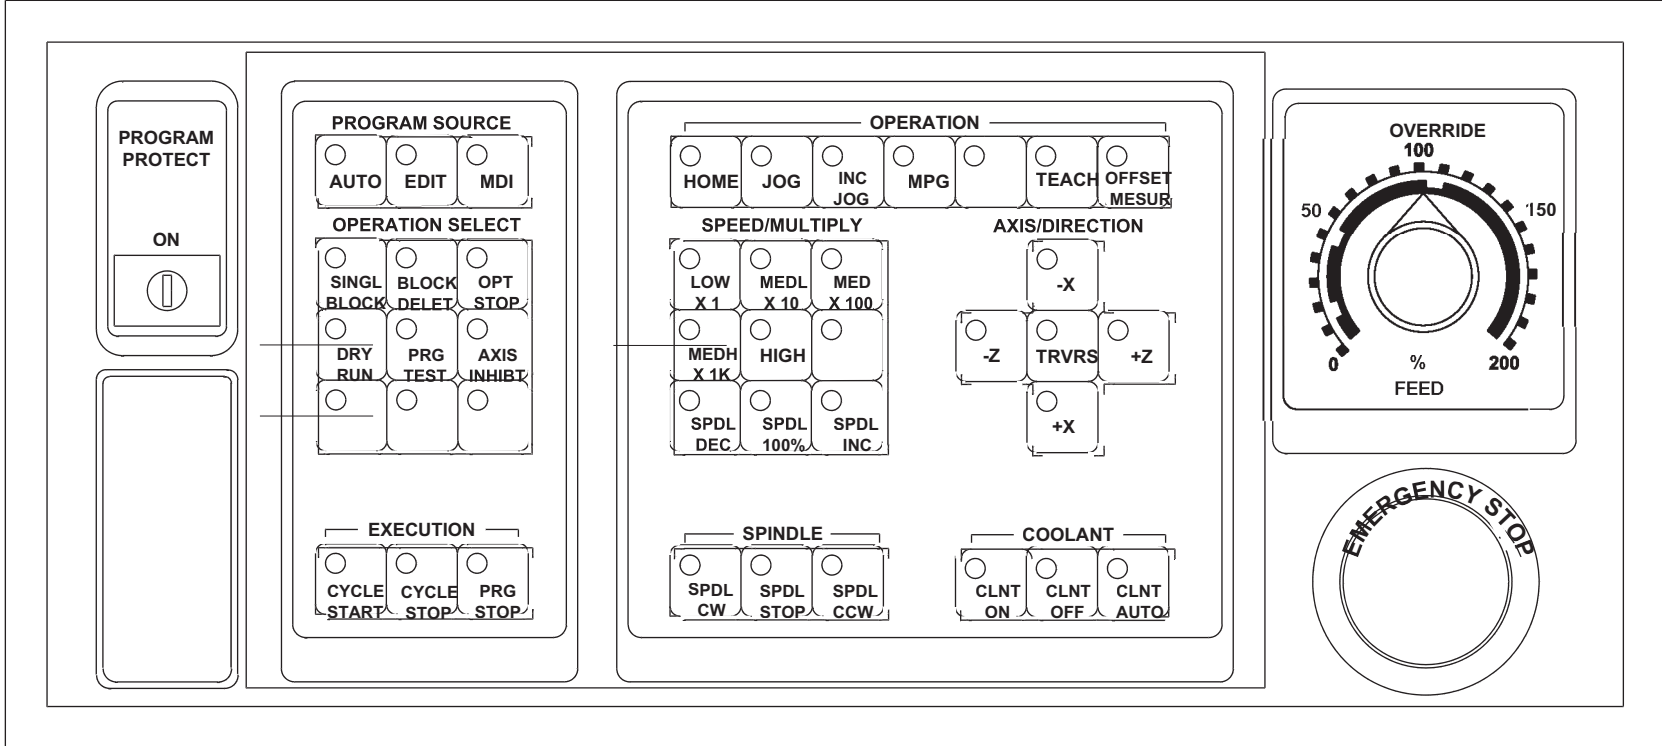 PROGRAM
PROTECT
ON
PROGRAM SOURCE
AUTO
EDIT
MDI
OPERATION SELECT
SINGL
BLOCK
BLOCK
DELET
OPT
STOP
DRY
RUN
PRG
TEST
AXIS
INHIBT
EXECUTION
CYCLE
START
CYCLE
STOP
PRG
STOP
OPERATION
HOME
JOG
INC
JOG
MPG
TEACH
OFFSET
MESUR
SPEED/MULTIPLY
LOW
X 1
MEDL
X 10
MED
X 100
MEDH
X 1K
HIGH
SPDL
DEC
SPDL
100%
SPDL
INC
AXIS/DIRECTION
-X
-Z
TRVRS
+Z
+X
SPINDLE
SPDL
CW
SPDL
STOP
SPDL
CCW
COOLANT
CLNT
ON
CLNT
OFF
CLNT
AUTO
OVERRIDE
100
50
150
0
%
200
FEED
EMERGENCY STOP